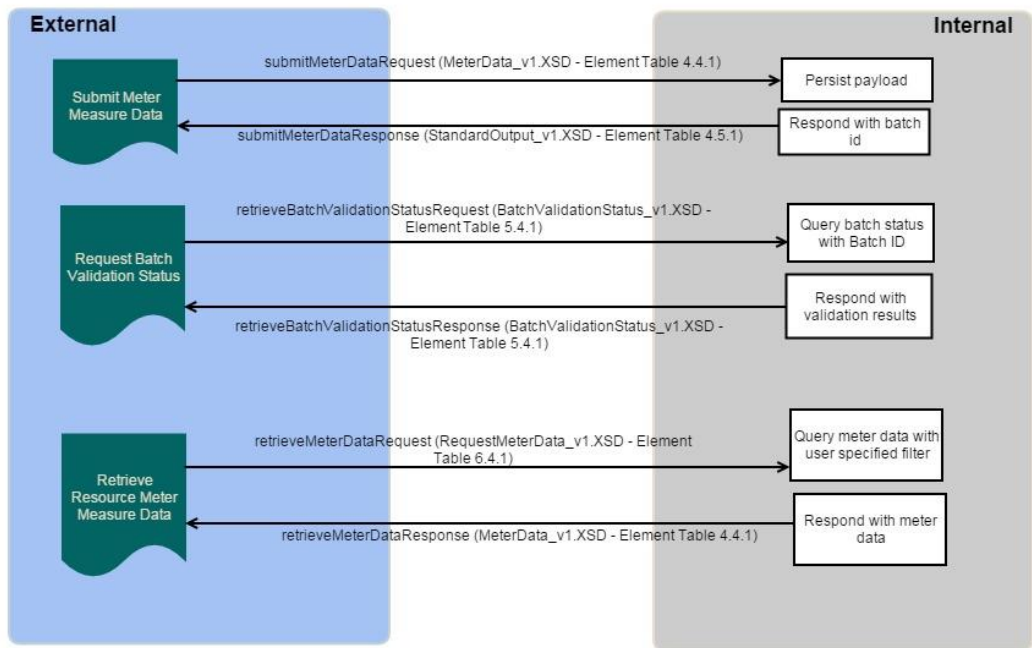 External
Internal
submitMeterDataRequest (MeterData_v1.XSD - Element Table 4.4.1)
Submit Meter
Measure Data
Persist payload
submitMeterDataResponse (StandardOutput_v1.XSD - Element Table 4.5.1)
Respond with batch
id
retrieveBatchValidationStatusRequest (BatchValidationStatus_v1.XSD -
Element Table 5.4.1)
Request Batch
Validation Status
Query batch status
with Batch ID
retrieveBatchValidationStatusResponse (BatchValidationStatus_v1.XSD -
Element Table 5.4.1)
Respond with
validation results
retrieveMeterDataRequest (RequestMeterData_v1.XSD - Element
Table 6.4.1)
Retrieve
Resource Meter
Measure Data
Query meter data with
user specified filter
retrieveMeterDataResponse (MeterData_v1.XSD - Element Table 4.4.1)
Respond with meter
data